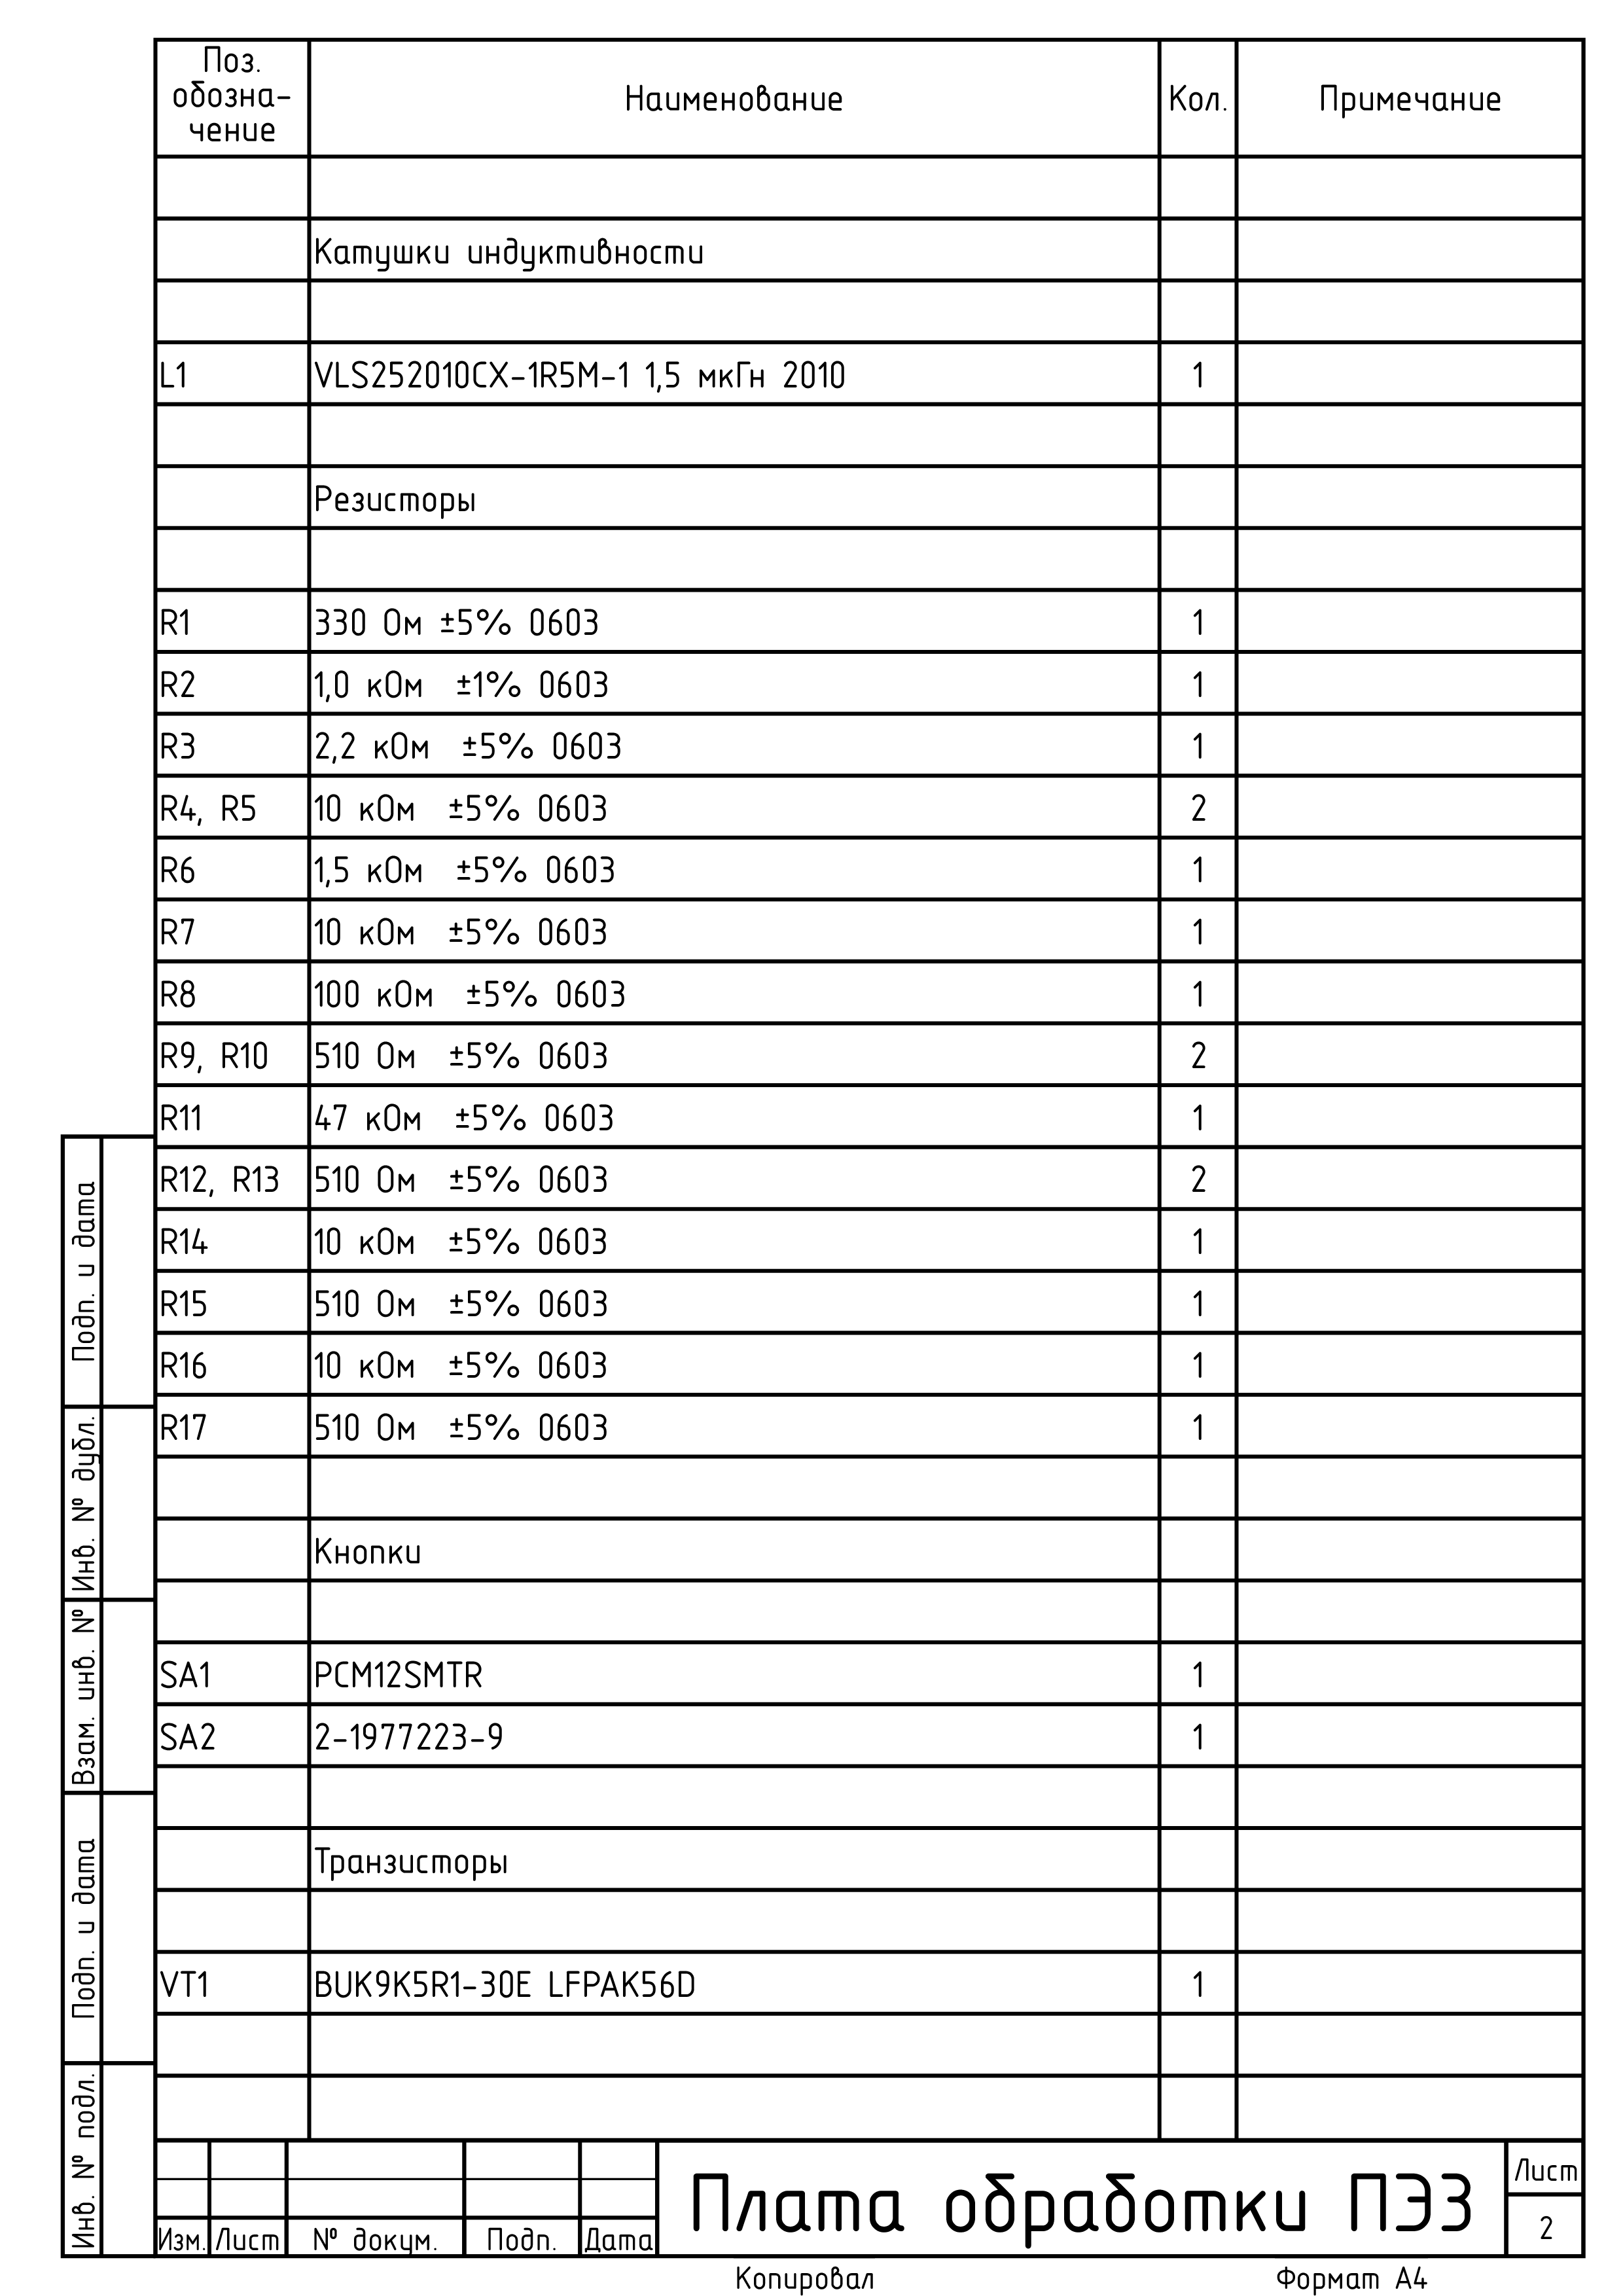 Поз. обозна-чение Наименование Кол. Примечание
Катушки индуктивности
L1 VLS252010CX-1R5M-1 1,5 мкГн 2010 1
Резисторы
R1 330 Ом ±5% 0603 1
R2 1,0 кОм ±1% 0603 1
R3 2,2 кОм ±5% 0603 1
R4, R5 10 кОм ±5% 0603 2
R6 1,5 кОм ±5% 0603 1
R7 10 кОм ±5% 0603 1
R8 100 кОм ±5% 0603 1
R9, R10 510 Ом ±5% 0603 2
R11 47 кОм ±5% 0603 1
R12, R13 510 Ом ±5% 0603 2
R14 10 кОм ±5% 0603 1
R15 510 Ом ±5% 0603 1
R16 10 кОм ±5% 0603 1
R17 510 Ом ±5% 0603 1
Кнопки
SA1 PCM12SMTR 1
SA2 2-1977223-9 1
Транзисторы
VT1 BUK9K5R1-30E LFPAK56D 1
Подп. и дата
Инв. № дубл.
Взам. инв. №
Подп. и дата
Инв. № подл.
Изм. Лист № докум. Подп. Дата
Плата обработки ПЭ3
Лист
2
Копировал Формат А4